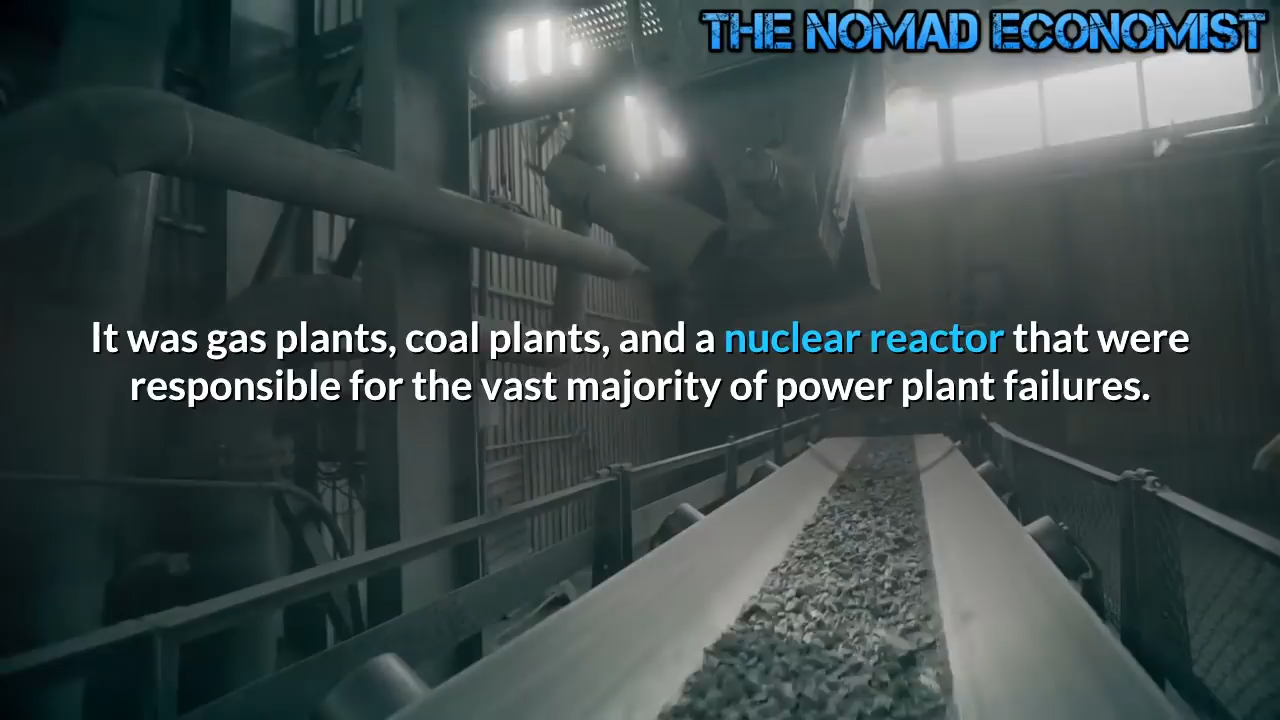 THE NOMAD ECONOMIST
It was gas plants, coal plants, and a nuclear reactor that were
responsible for the vast majority of power plant failures.